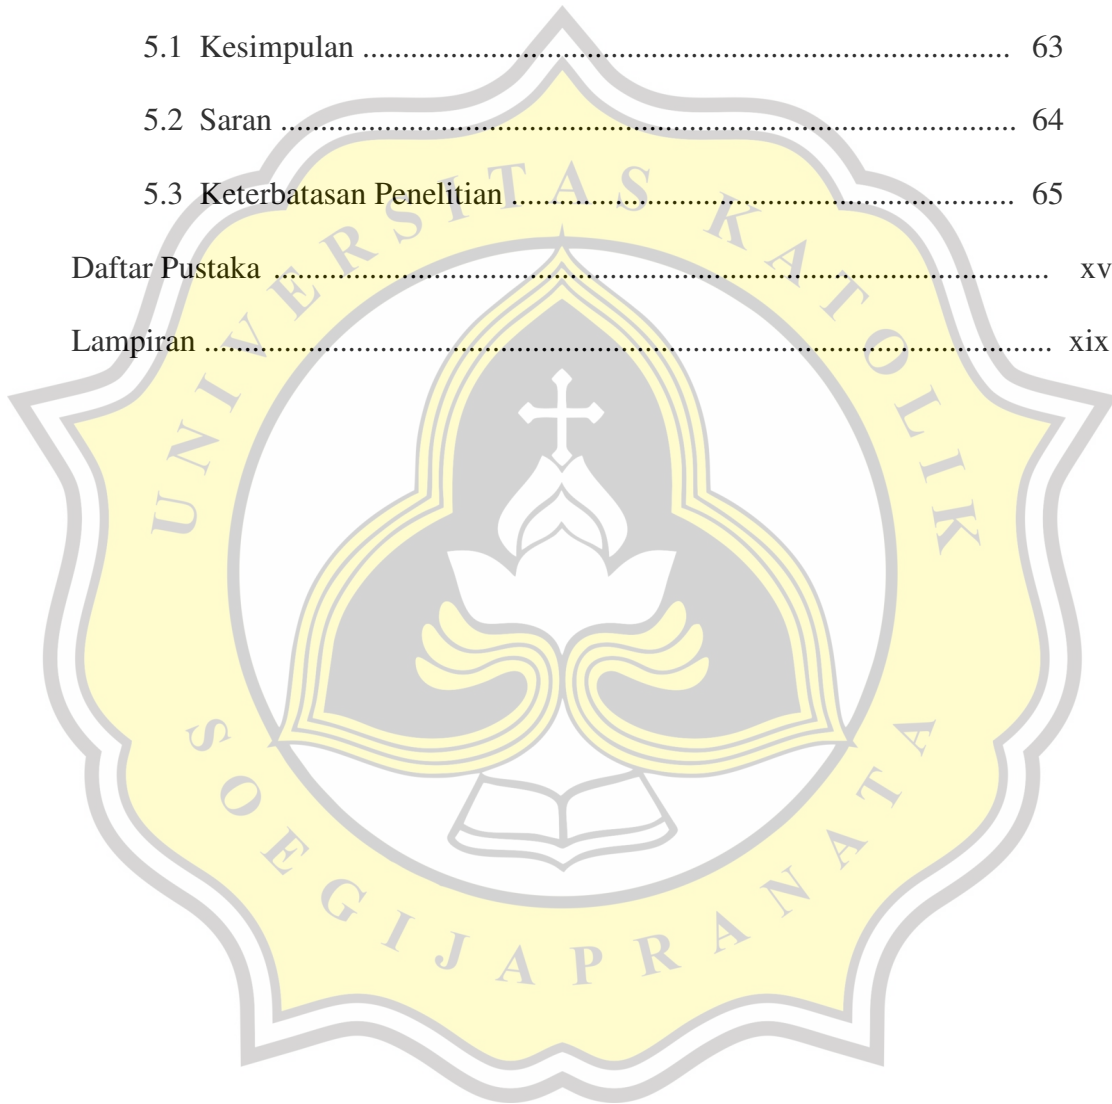 5.1 Kesimpulan ..................................................................................................... 63
5.2 Saran ................................................................................................................... 64
5.3 Keterbatasan Penelitian ............................................................................... 65
Daftar Pustaka ......................................................................................................................... xv
Lampiran .................................................................................................................................... xix
UNIVERSITAS KATOLIK
SOEGIJAPRANATA